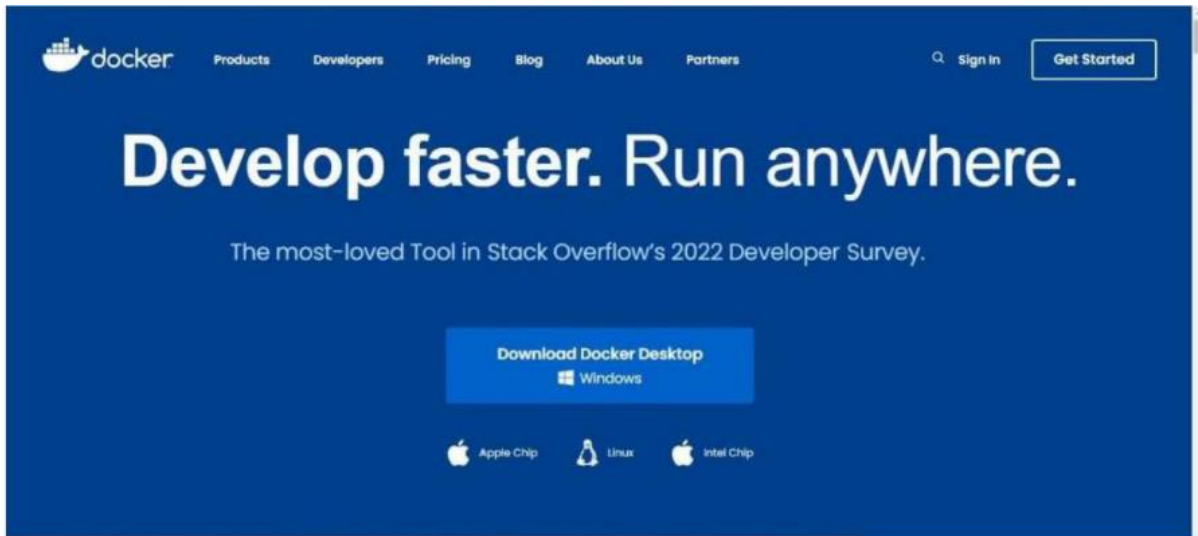 docker Products Developers Pricing Blog About Us Partners Sign In Get Started
Develop faster. Run anywhere.
The most-loved Tool in Stack Overflow's 2022 Developer Survey.
Download Docker Desktop
Windows
Apple Chip Linux Intel Chip